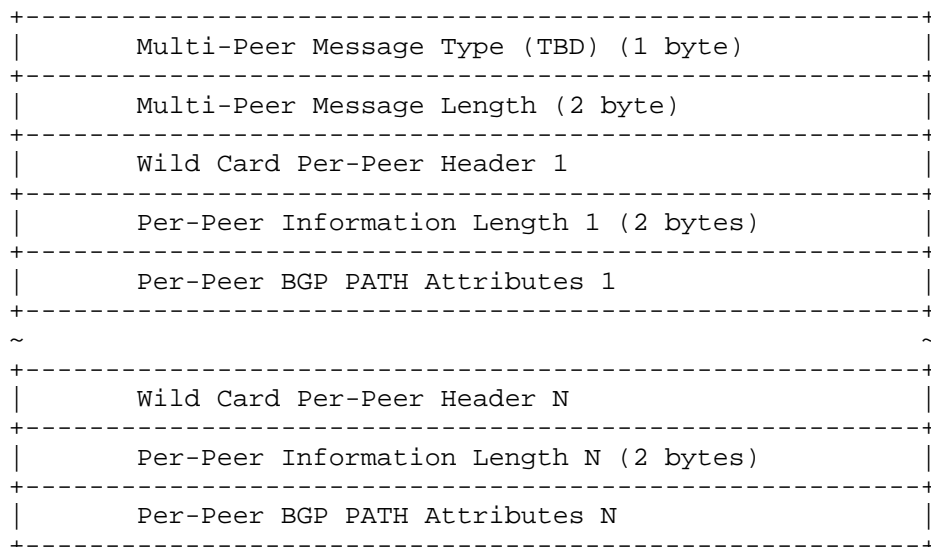 Multi-Peer Message Type (TBD) (1 byte)
Multi-Peer Message Length (2 byte)
Wild Card Per-Peer Header 1
Per-Peer Information Length 1 (2 bytes)
Per-Peer BGP PATH Attributes 1
~ ~
Wild Card Per-Peer Header N
Per-Peer Information Length N (2 bytes)
Per-Peer BGP PATH Attributes N